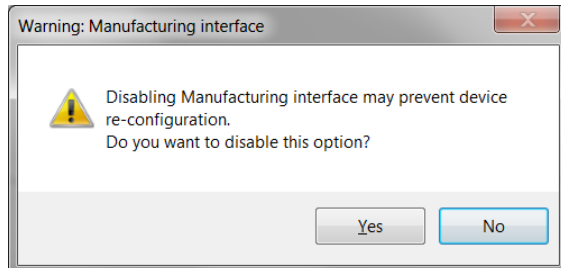 Warning: Manufacturing interface
Disabling Manufacturing interface may prevent device
re-configuration.
Do you want to disable this option?
Yes
No